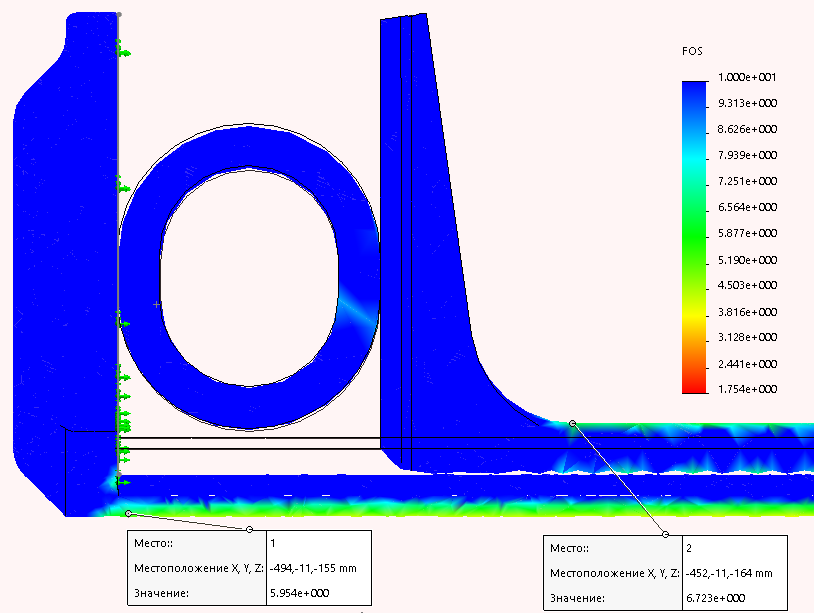 FOS
1.000e+001
9.313e+000
8.626e+000
7.939e+000
7.251e+000
6.564e+000
5.877e+000
5.190e+000
4.503e+000
3.816e+000
3.128e+000
2.441e+000
1.754e+000
Место:: 1
Местоположение X, Y, Z: -494,-11,-155 mm
Значение: 5.954e+000
Место:: 2
Местоположение X, Y, Z: -452,-11,-164 mm
Значение: 6.723e+000